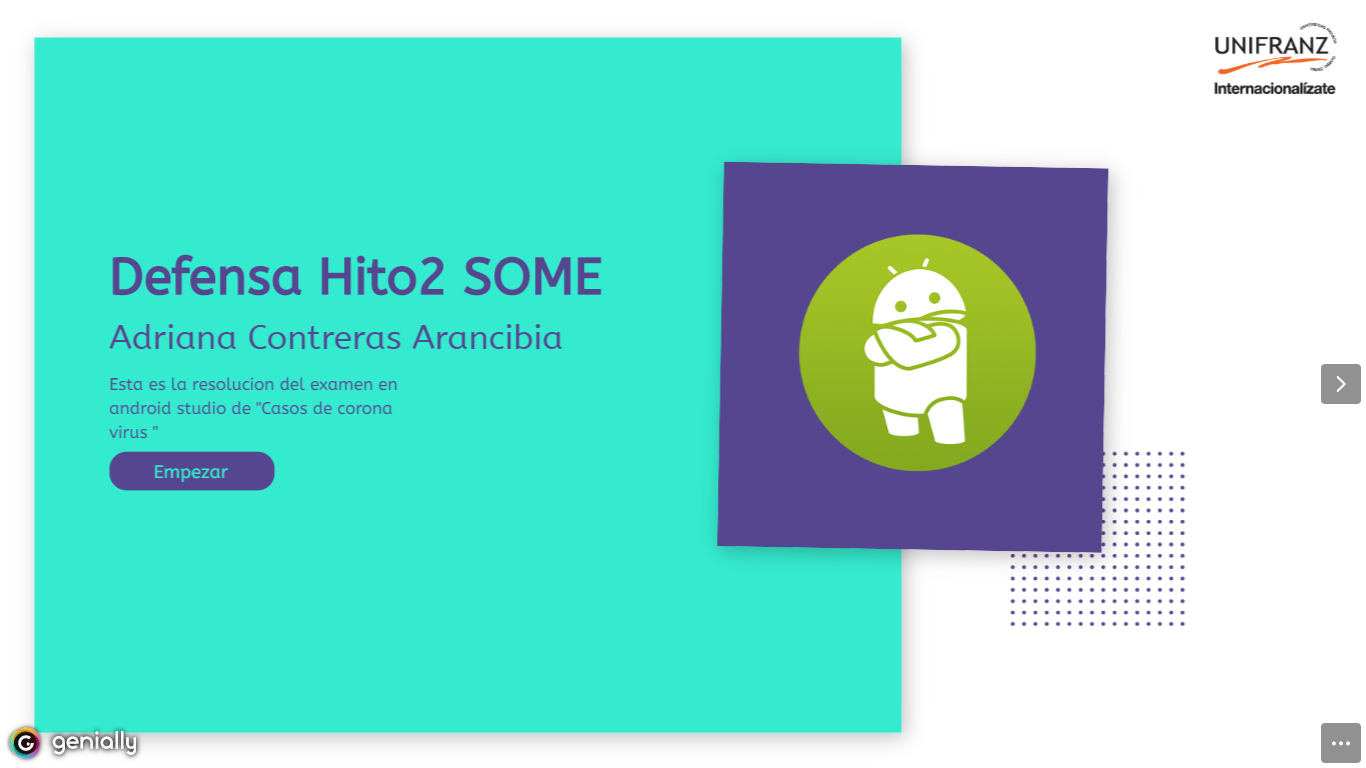 UNIFRANZ
Internacionalízate
Defensa Hito2 SOME
Adriana Contreras Arancibia
Esta es la resolucion del examen en
android studio de "Casos de corona
virus "
Empezar
genially